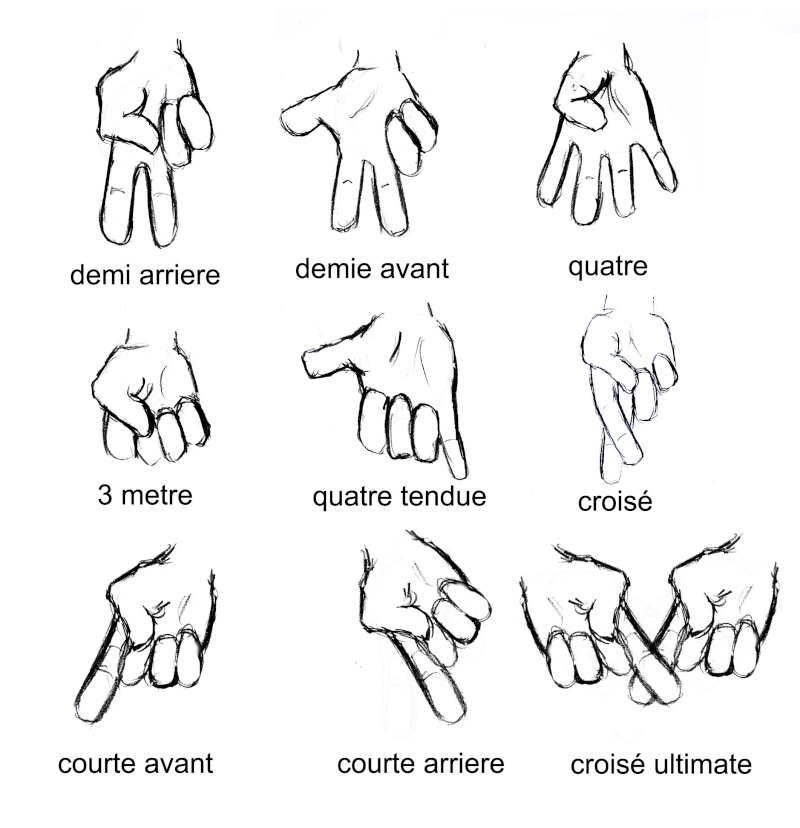 demi arriere
demie avant
quatre
3 metre
quatre tendue
croisé
courte avant
courte arriere
croisé ultimate